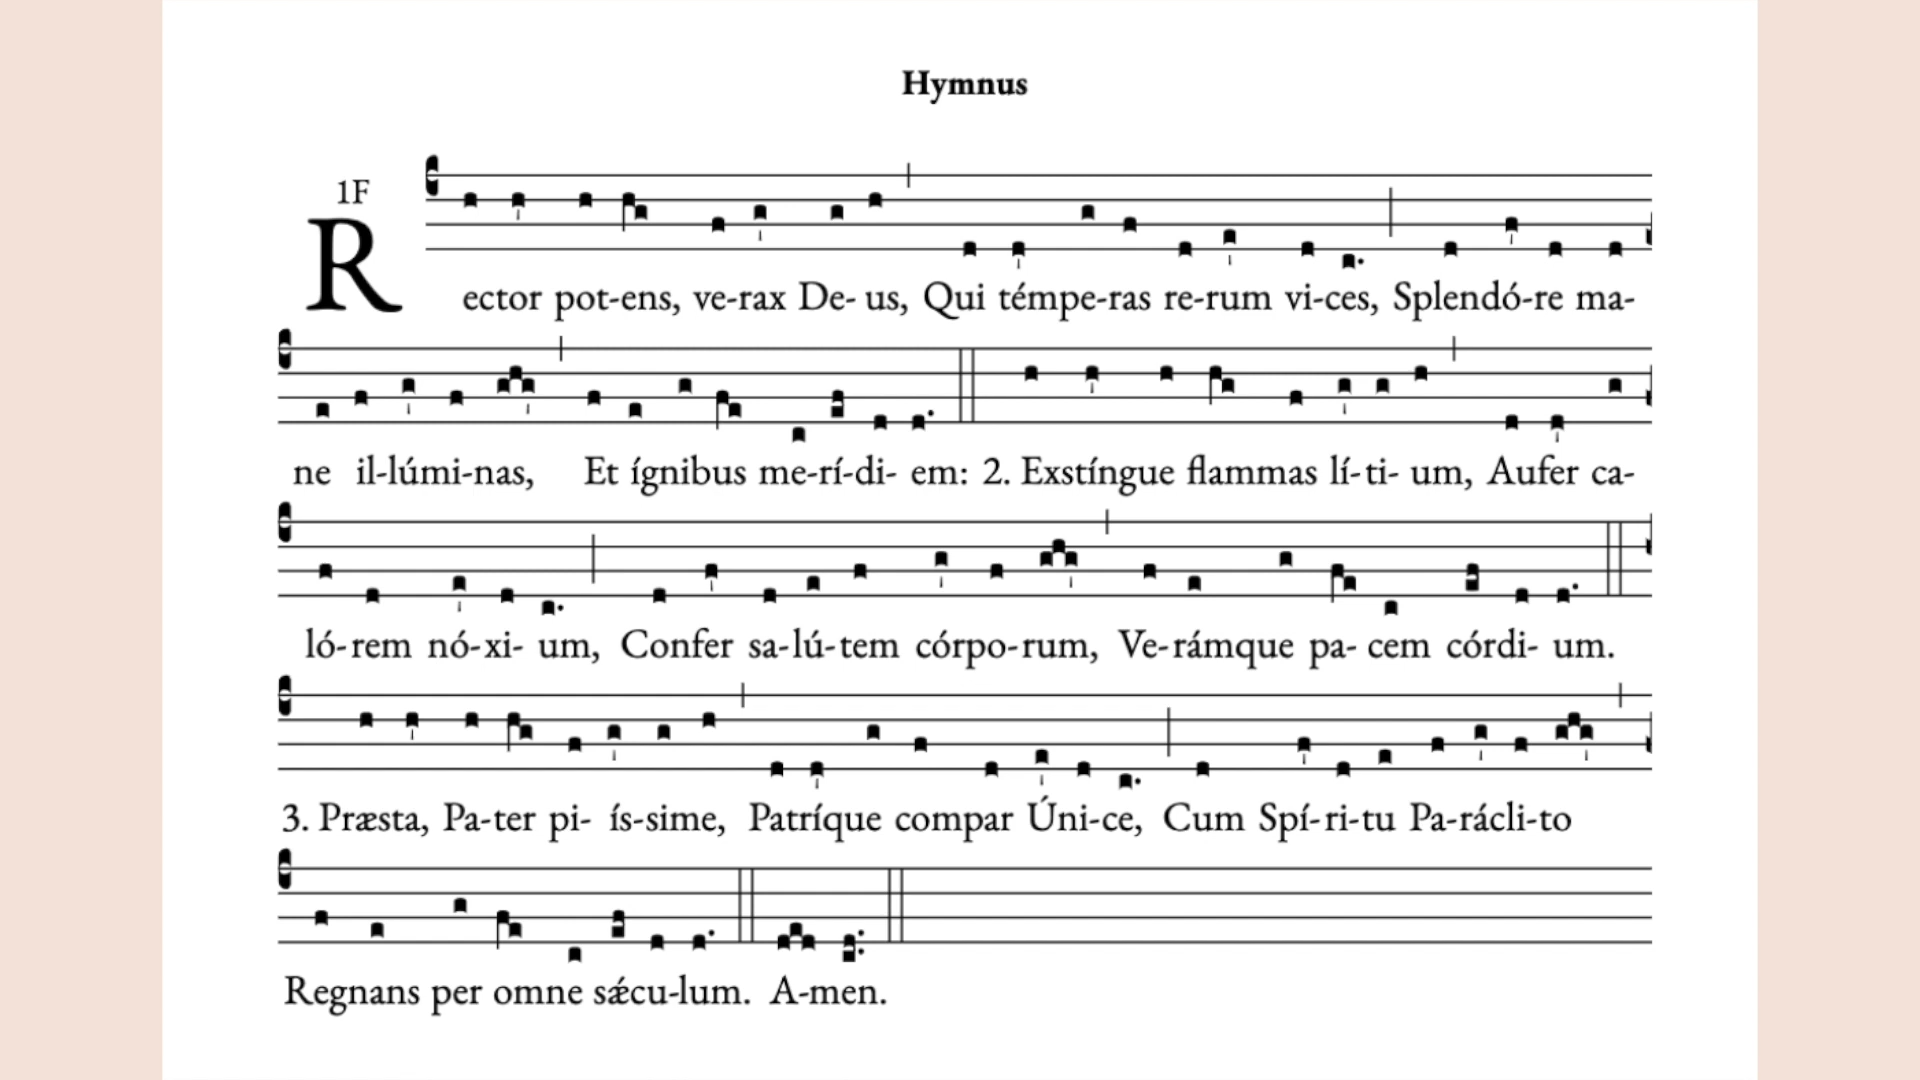 Hymnus
1F
Rector pot-ens, ve-rax De- us, Qui témpe-ras re-rum vi-ces, Splendó-re ma-
ne il-lúmi-nas, Et ígnibus me-rí-di- em: 2. Exstíngue flammas lí-ti- um, Aufer ca-
ló-rem nó-xi- um, Confer sa-lú-tem córpo-rum, Ve-rámque pa- cem córdi- um.
3. Præsta, Pa-ter pi- ís-sime, Patríque compar Úni-ce, Cum Spí-ri-tu Pa-rácli-to
Regnans per omne sǽcu-lum. A-men.